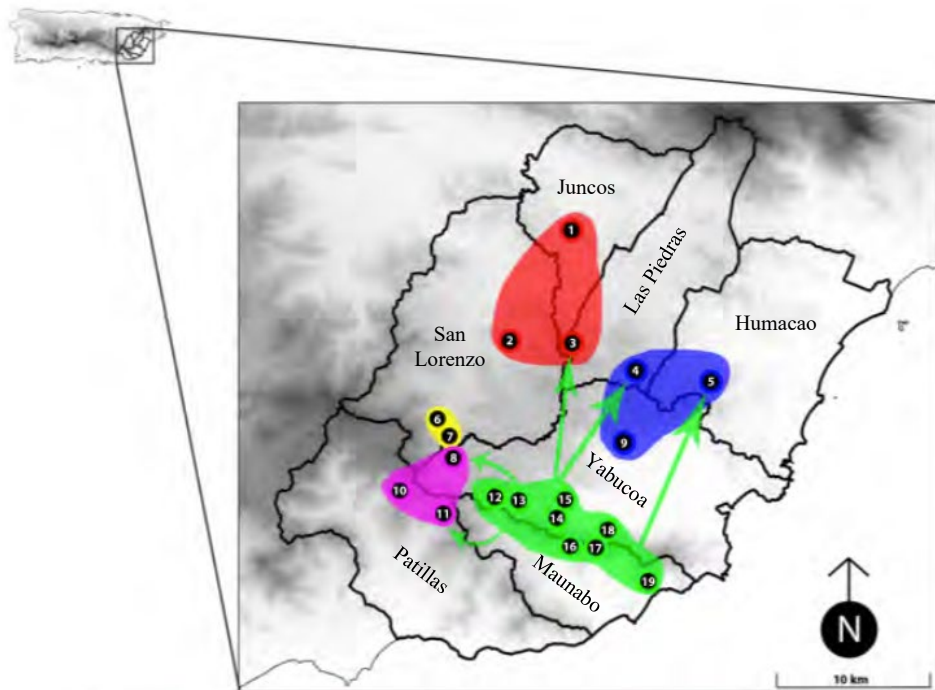 Juncos
1
Las Piedras
Humacao
San
Lorenzo
2
3
4
5
6
7
8
9
Yabucoa
10
11
12
13
14
15
16
17
18
19
Patillas
Maunabo
N
10 km